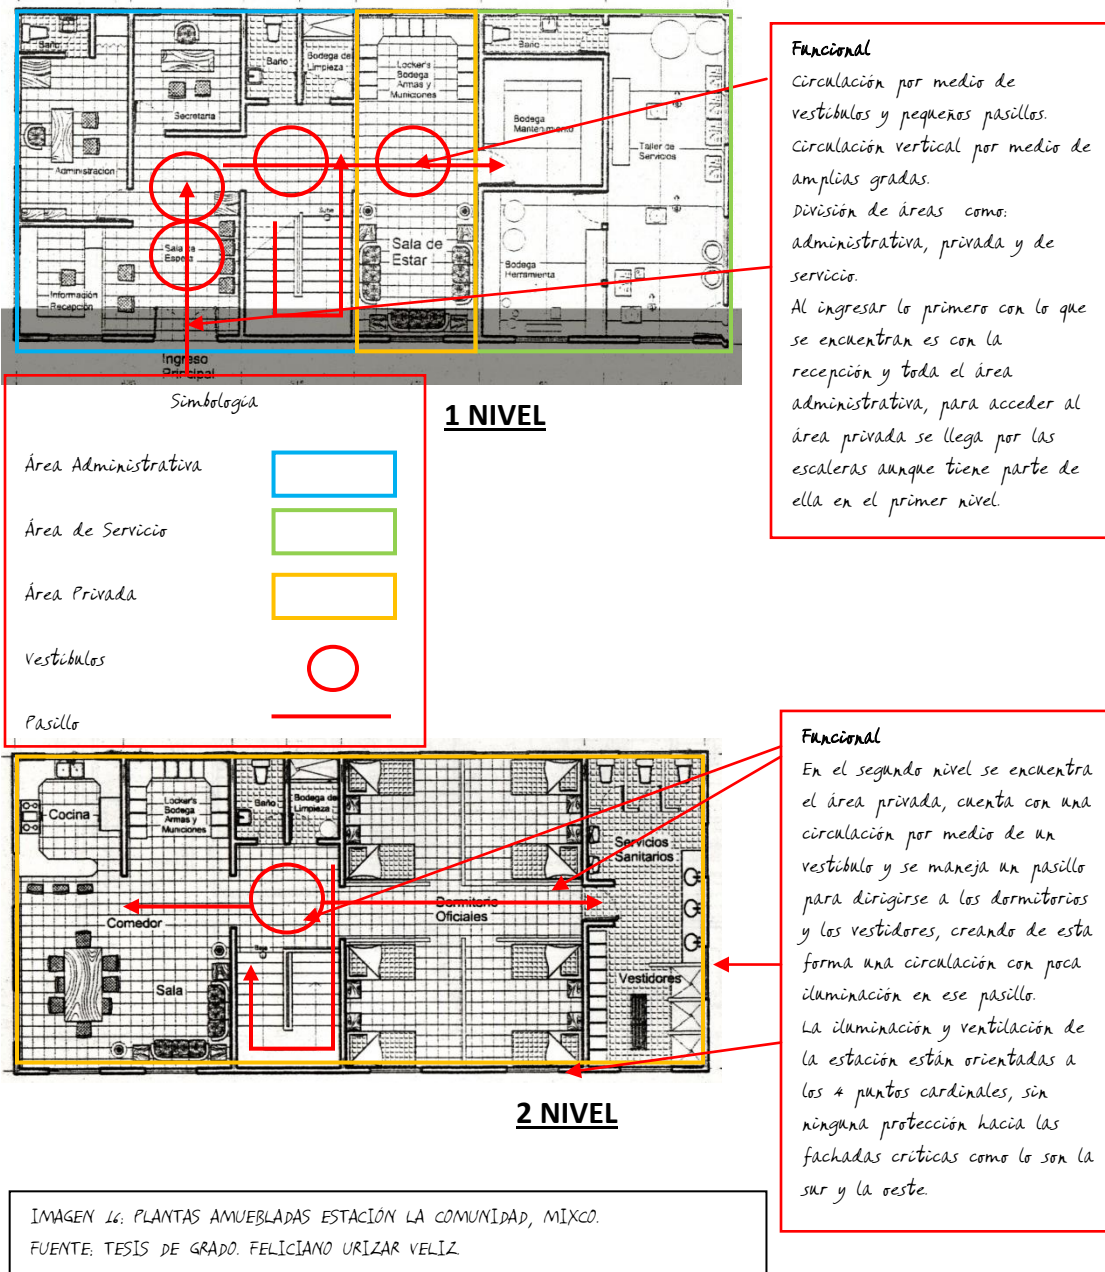 Baño
Secretaria
Baño
Bodega de
Limpieza
Locker's
Bodega
Armas y
Municiones
Baño
Bodega
Mantenimiento
Taller de
Servicios
Administracion
Sube
Sala de
Espera
Sala de
Estar
Bodega
Herramienta
Información
Recepción
Ingreso
Principal
Funcional
Circulación por medio de
vestíbulos y pequeños pasillos.
Circulación vertical por medio de
amplias gradas.
División de áreas como:
administrativa, privada y de
servicio.
Al ingresar lo primero con lo que
se encuentran es con la
recepción y toda el área
administrativa, para acceder al
área privada se llega por las
escaleras aunque tiene parte de
ella en el primer nivel.
1 NIVEL
Simbología
Área Administrativa
Área de Servicio
Área Privada
Vestíbulos
Pasillo
Cocina
Locker's
Bodega
Armas y
Municiones
Baño
Bodega de
Limpieza
Servicios
Sanitarios
Comedor
Dormitorio
Oficiales
Baja
Sala
Vestidores
Funcional
En el segundo nivel se encuentra
el área privada, cuenta con una
circulación por medio de un
vestíbulo y se maneja un pasillo
para dirigirse a los dormitorios
y los vestidores, creando de esta
forma una circulación con poca
iluminación en ese pasillo.
La iluminación y ventilación de
la estación están orientadas a
los 4 puntos cardinales, sin
ninguna protección hacia las
fachadas críticas como lo son la
sur y la oeste.
2 NIVEL
IMAGEN 16: PLANTAS AMUEBLADAS ESTACIÓN LA COMUNIDAD, MIXCO.
FUENTE: TESIS DE GRADO. FELICIANO URIZAR VELIZ